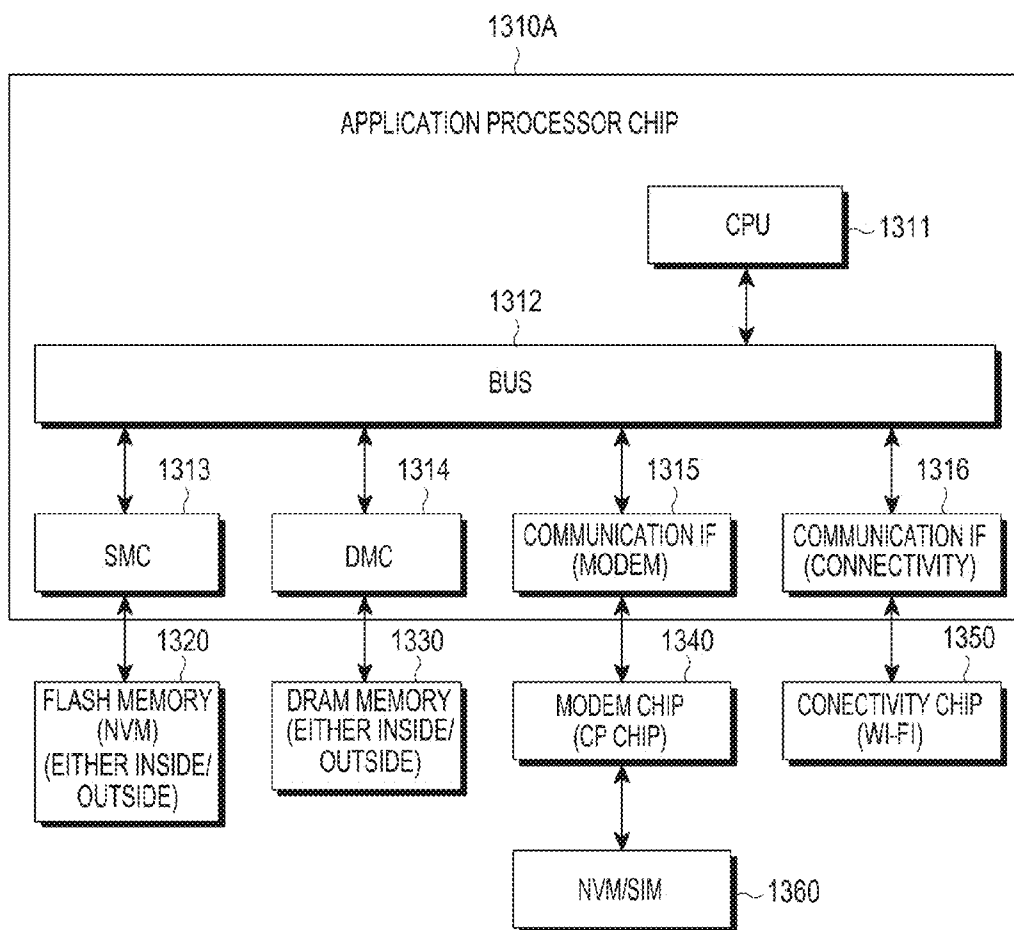 1310A
APPLICATION PROCESSOR CHIP
CPU
1311
1312
BUS
1313
1314
1315
1316
SMC
DMC
COMMUNICATION IF
(MODEM)
COMMUNICATION IF
(CONNECTIVITY)
1320
1330
1340
1350
FLASH MEMORY
(NVM)
(EITHER INSIDE/
OUTSIDE)
DRAM MEMORY
(EITHER INSIDE/
OUTSIDE)
MODEM CHIP
(CP CHIP)
CONECTIVITY CHIP
(WI-FI)
NVM/SIM
1360